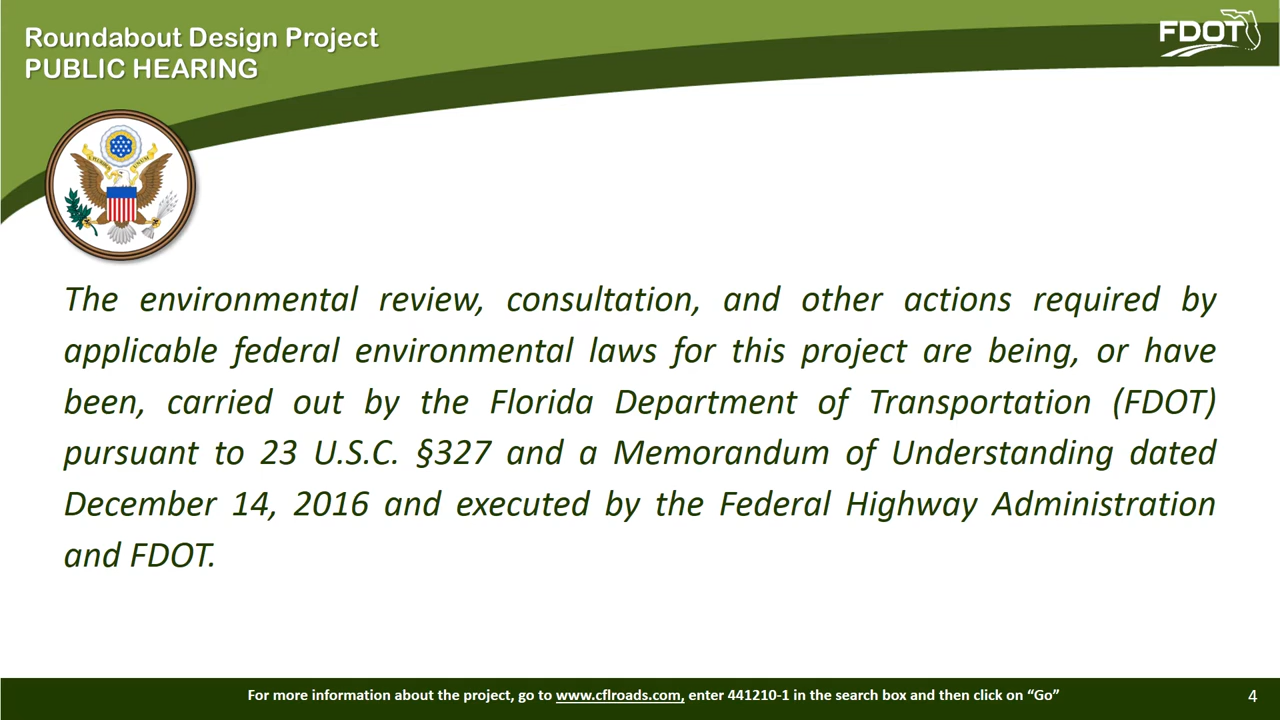 Roundabout Design Project
PUBLIC HEARING
FDOT
The environmental review, consultation, and other actions required by
applicable federal environmental laws for this project are being, or have
been, carried out by the Florida Department of Transportation (FDOT)
pursuant to 23 U.S.C. §327 and a Memorandum of Understanding dated
December 14, 2016 and executed by the Federal Highway Administration
and FDOT.
For more information about the project, go to www.cflroads.com, enter 441210-1 in the search box and then click on “Go”
4